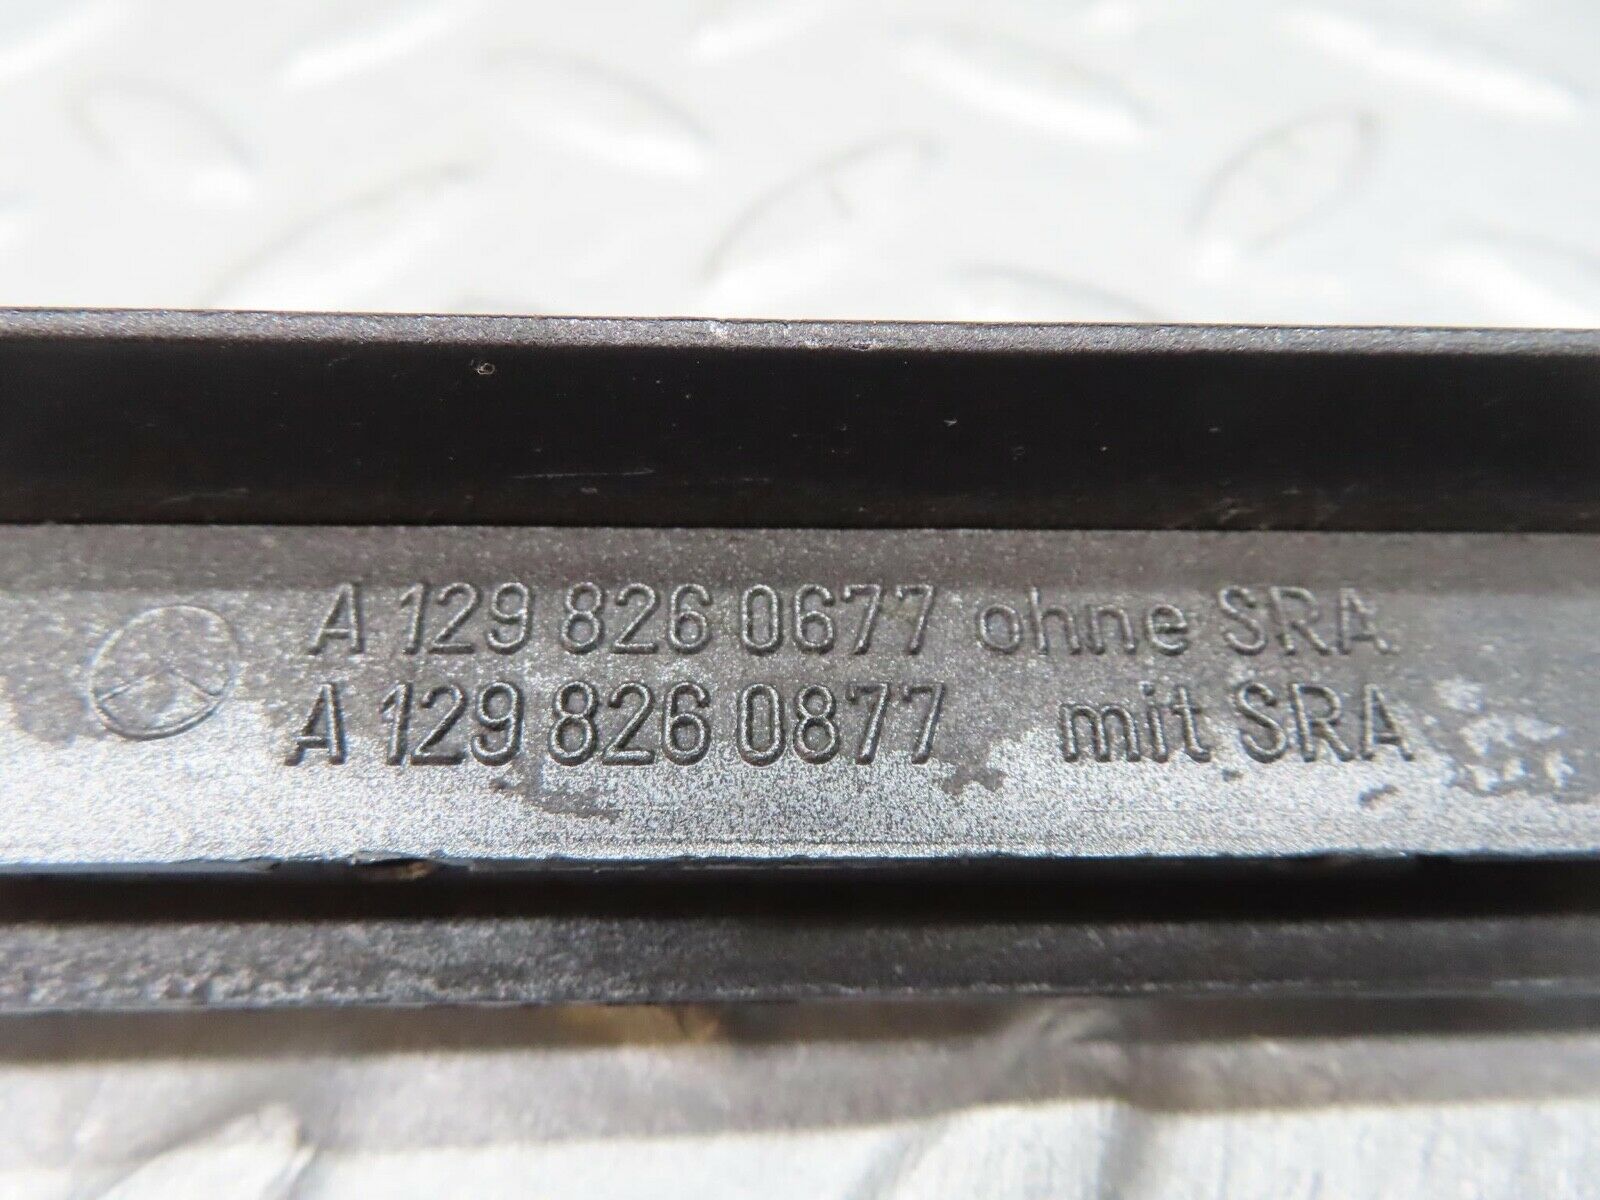 A 129 826 0677 ohne SRA
A 129 826 0877 mit SRA